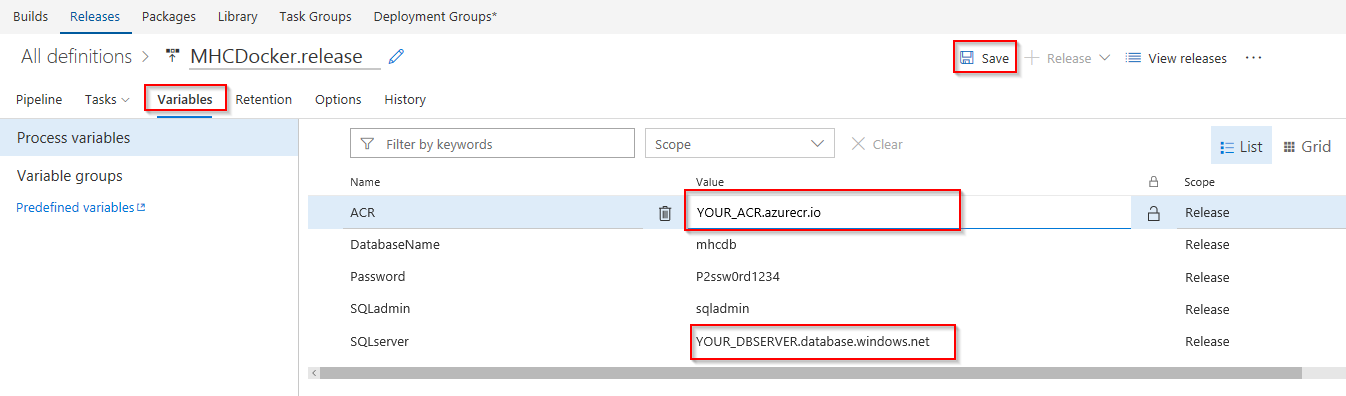 Builds Releases Packages Library Task Groups Deployment Groups*
All definitions > MHCDocker.release Save + Release View releases ...
Pipeline Tasks Variables Retention Options History
Process variables
Variable groups
Predefined variables
Filter by keywords Scope Clear List Grid
Name Value Scope
ACR YOUR_ACR.azurecr.io Release
DatabaseName mhcdb Release
Password P2ssw0rd1234 Release
SQLadmin sqladmin Release
SQLserver YOUR_DBSERVER.database.windows.net Release